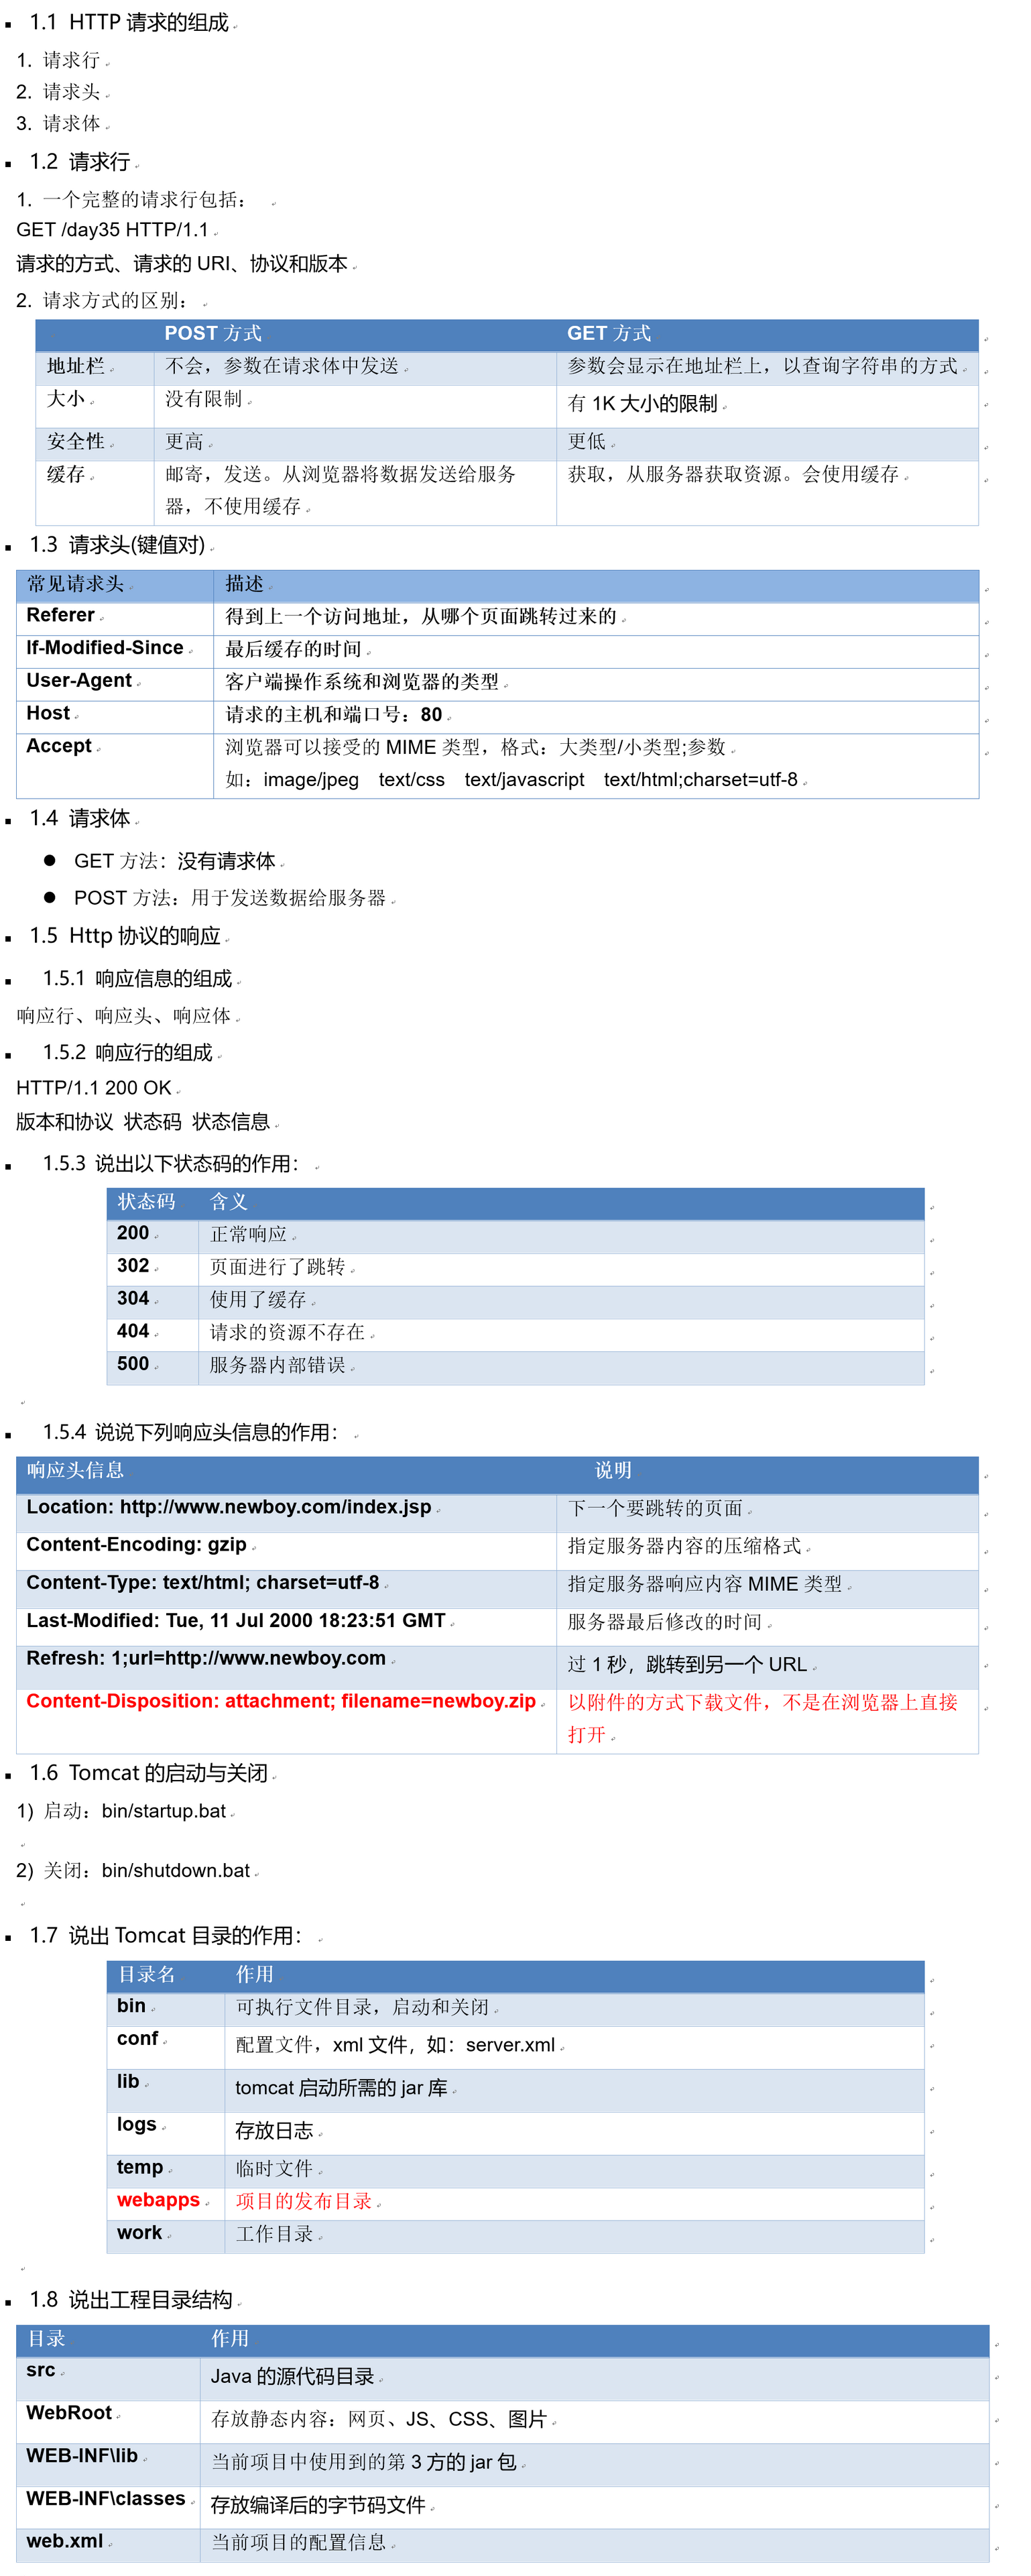 1.1 HTTP 请求的组成
1. 请求行
2. 请求头
3. 请求体
1.2 请求行
1. 一个完整的请求行包括：
GET /day35 HTTP/1.1
请求的方式、请求的 URI、协议和版本
2. 请求方式的区别：
POST 方式 GET 方式
地址栏 不会，参数在请求体中发送 参数会显示在地址栏上，以查询字符串的方式
大小 没有限制 有 1K 大小的限制
安全性 更高 更低
缓存 邮寄，发送。从浏览器将数据发送给服务 获取，从服务器获取资源。会使用缓存
器，不使用缓存
1.3 请求头(键值对)
常见请求头 描述
Referer 得到上一个访问地址，从哪个页面跳转过来的
If-Modified-Since 最后缓存的时间
User-Agent 客户端操作系统和浏览器的类型
Host 请求的主机和端口号：80
Accept 浏览器可以接受的 MIME 类型，格式：大类型/小类型;参数
如：image/jpeg text/css text/javascript text/html;charset=utf-8
1.4 请求体
● GET 方法：没有请求体
● POST 方法：用于发送数据给服务器
1.5 Http 协议的响应
1.5.1 响应信息的组成
响应行、响应头、响应体
1.5.2 响应行的组成
HTTP/1.1 200 OK
版本和协议 状态码 状态信息
1.5.3 说出以下状态码的作用：
状态码 含义
200 正常响应
302 页面进行了跳转
304 使用了缓存
404 请求的资源不存在
500 服务器内部错误
1.5.4 说说下列响应头信息的作用：
响应头信息 说明
Location: http://www.newboy.com/index.jsp 下一个要跳转的页面
Content-Encoding: gzip 指定服务器内容的压缩格式
Content-Type: text/html; charset=utf-8 指定服务器响应内容 MIME 类型
Last-Modified: Tue, 11 Jul 2000 18:23:51 GMT 服务器最后修改的时间
Refresh: 1;url=http://www.newboy.com 过 1 秒，跳转到另一个 URL
Content-Disposition: attachment; filename=newboy.zip 以附件的方式下载文件，不是在浏览器上直接
打开
1.6 Tomcat 的启动与关闭
1) 启动：bin/startup.bat
2) 关闭：bin/shutdown.bat
1.7 说出 Tomcat 目录的作用：
目录名 作用
bin 可执行文件目录，启动和关闭
conf 配置文件，xml 文件，如：server.xml
lib tomcat 启动所需的 jar 库
logs 存放日志
temp 临时文件
webapps 项目的发布目录
work 工作目录
1.8 说出工程目录结构
目录 作用
src Java 的源代码目录
WebRoot 存放静态内容：网页、JS、CSS、图片
WEB-INF\lib 当前项目中使用到的第 3 方的 jar 包
WEB-INF\classes 存放编译后的字节码文件
web.xml 当前项目的配置信息